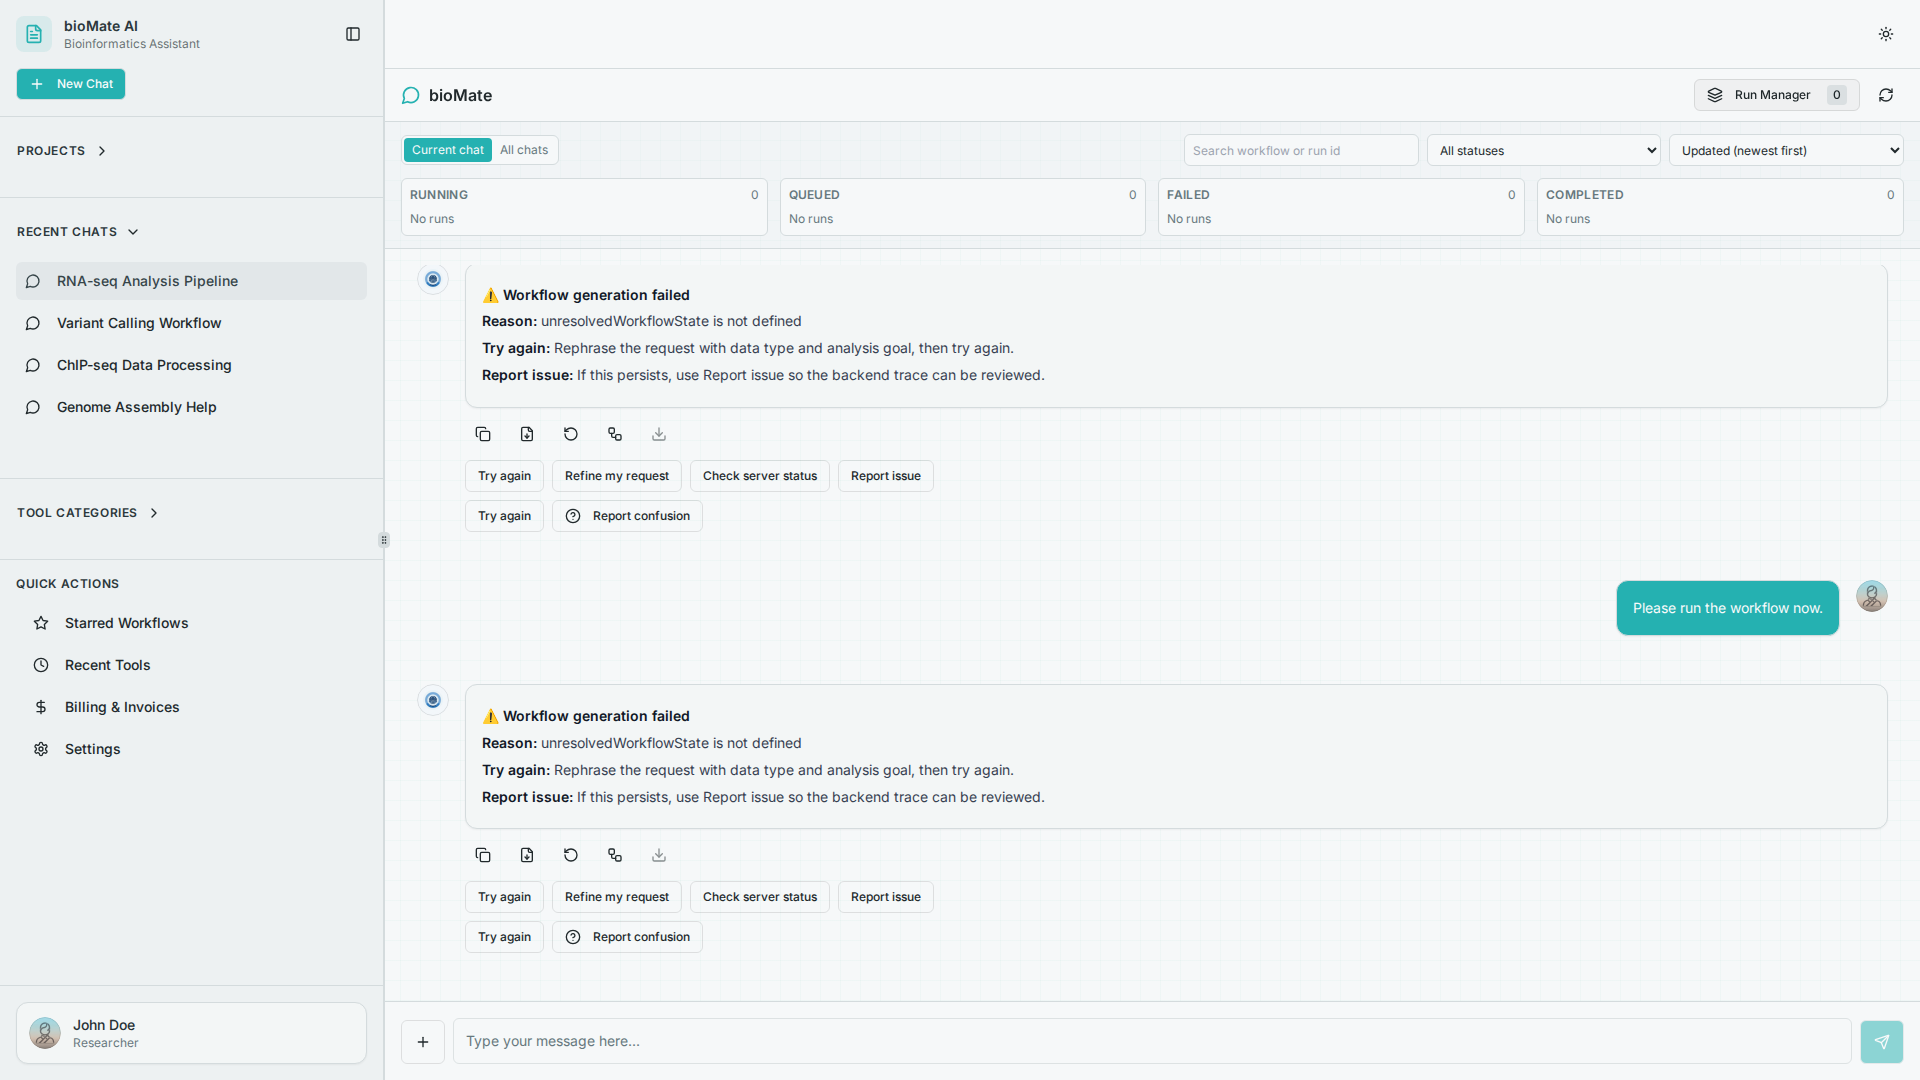 bioMate AI
Bioinformatics Assistant
New Chat
PROJECTS
RECENT CHATS
RNA-seq Analysis Pipeline
Variant Calling Workflow
ChIP-seq Data Processing
Genome Assembly Help
TOOL CATEGORIES
QUICK ACTIONS
Starred Workflows
Recent Tools
Billing & Invoices
Settings
John Doe
Researcher
bioMate
Run Manager 0
Current chat All chats
Search workflow or run id
All statuses
Updated (newest first)
RUNNING 0
No runs
QUEUED 0
No runs
FAILED 0
No runs
COMPLETED 0
No runs
⚠️ Workflow generation failed
Reason: unresolvedWorkflowState is not defined
Try again: Rephrase the request with data type and analysis goal, then try again.
Report issue: If this persists, use Report issue so the backend trace can be reviewed.
Try again Refine my request Check server status Report issue
Try again Report confusion
Please run the workflow now.
⚠️ Workflow generation failed
Reason: unresolvedWorkflowState is not defined
Try again: Rephrase the request with data type and analysis goal, then try again.
Report issue: If this persists, use Report issue so the backend trace can be reviewed.
Try again Refine my request Check server status Report issue
Try again Report confusion
Type your message here...